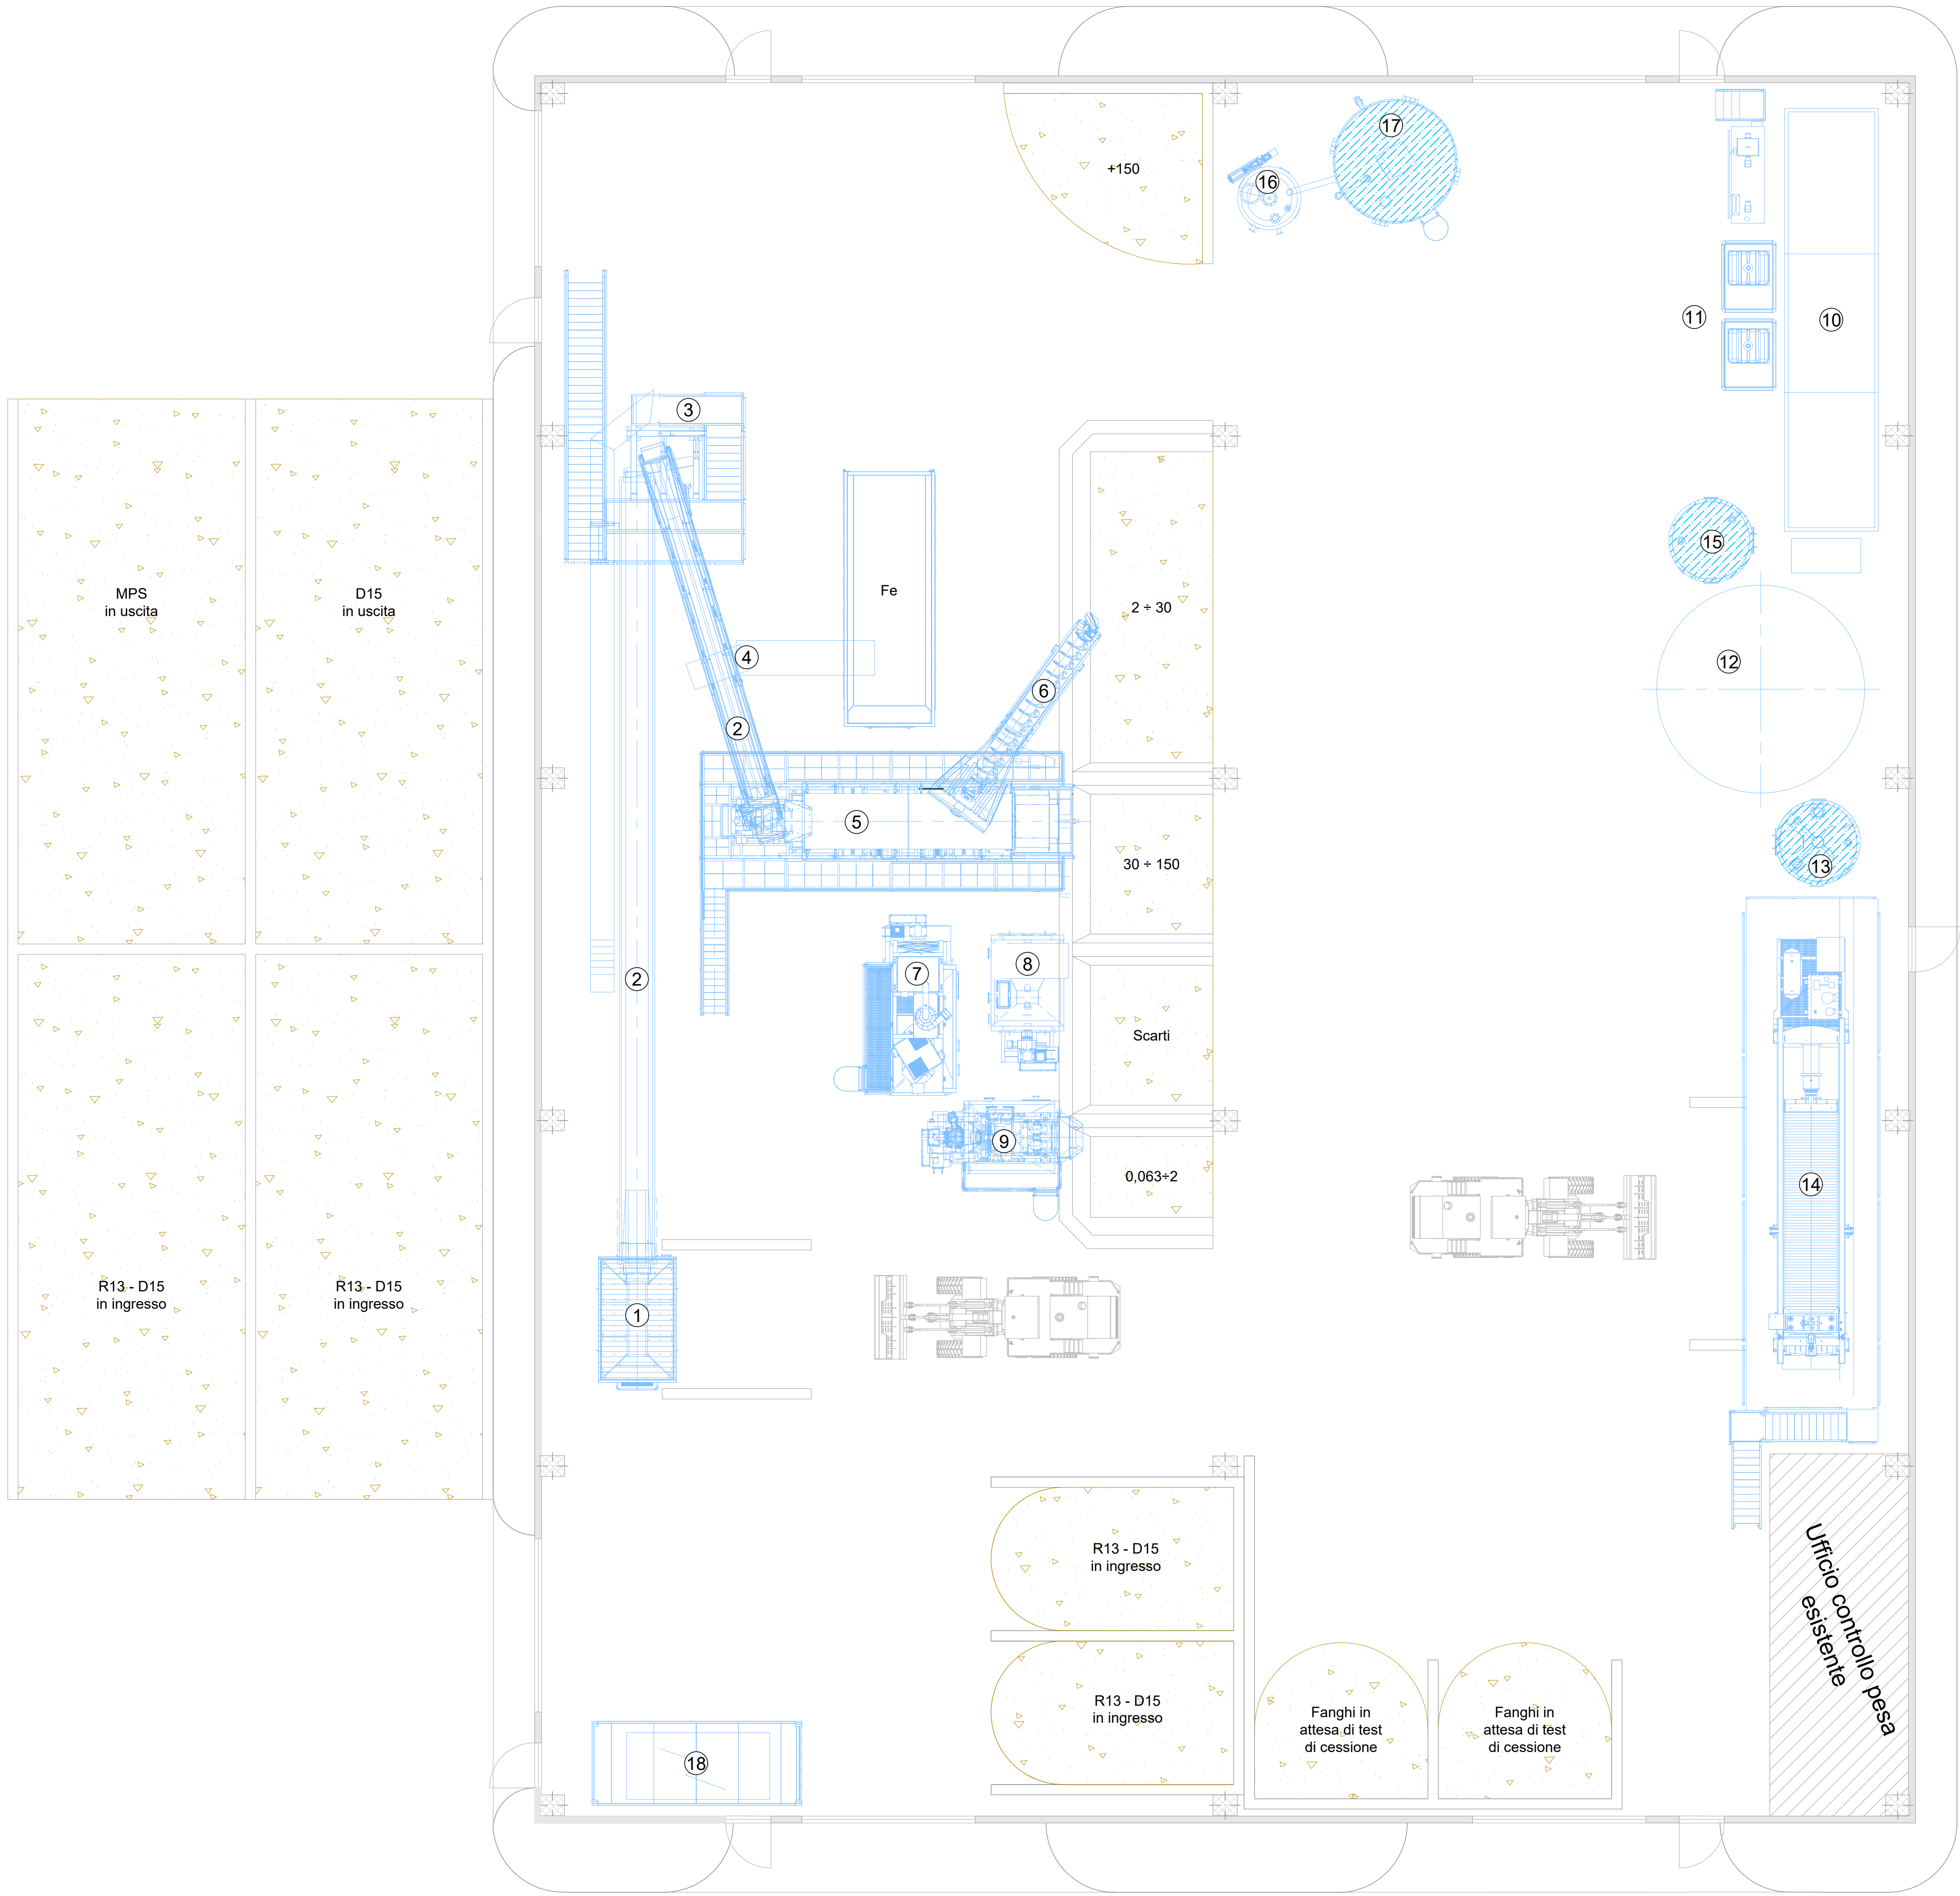 +150
17
16
11
10
3
MPS
in uscita
D15
in uscita
Fe
2 ÷ 30
15
4
6
12
2
5
30 ÷ 150
13
2
7
8
Scarti
9
0,063÷2
14
R13 - D15
in ingresso
R13 - D15
in ingresso
1
R13 - D15
in ingresso
R13 - D15
in ingresso
Fanghi in
attesa di test
di cessione
Fanghi in
attesa di test
di cessione
Ufficio controllo pesa
esistente
18